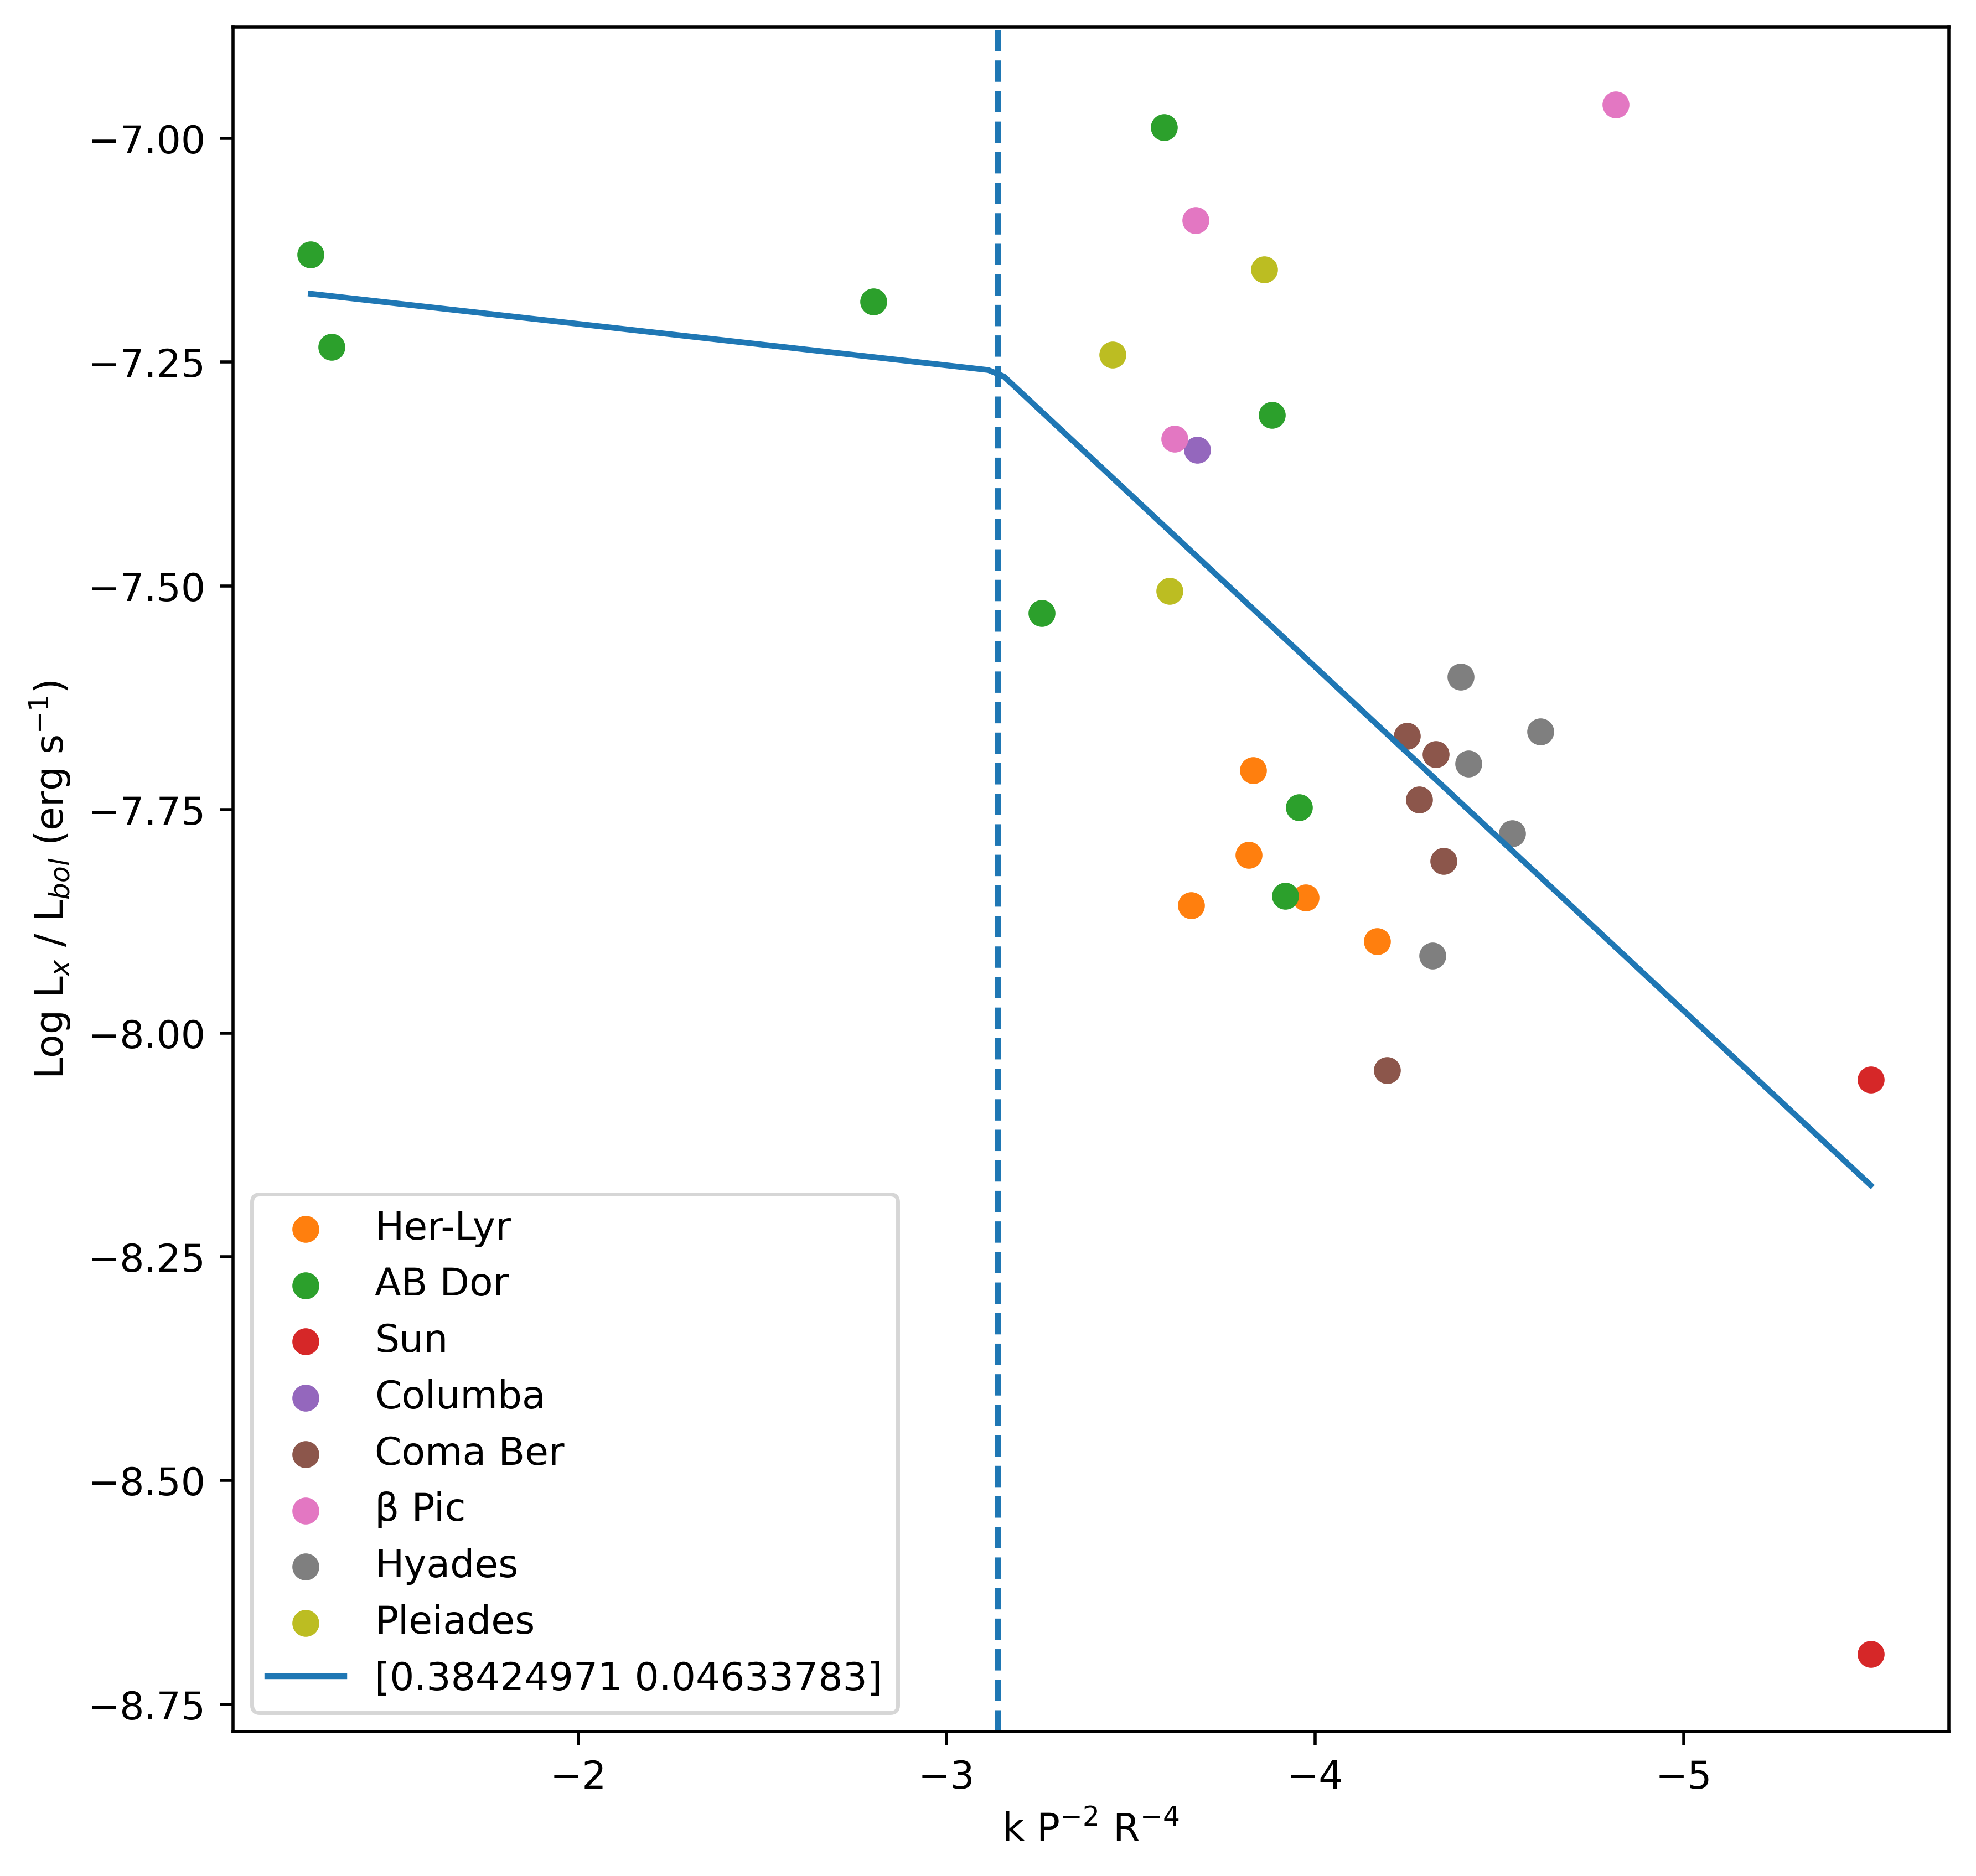 −7.00
−7.25
−7.50
−7.75
−8.00
−8.25
−8.50
−8.75
Log Lₓ / L_bol (erg s⁻¹)
Her-Lyr
AB Dor
Sun
Columba
Coma Ber
β Pic
Hyades
Pleiades
[0.38424971 0.04633783]
−2 −3 −4 −5
k P⁻² R⁻⁴